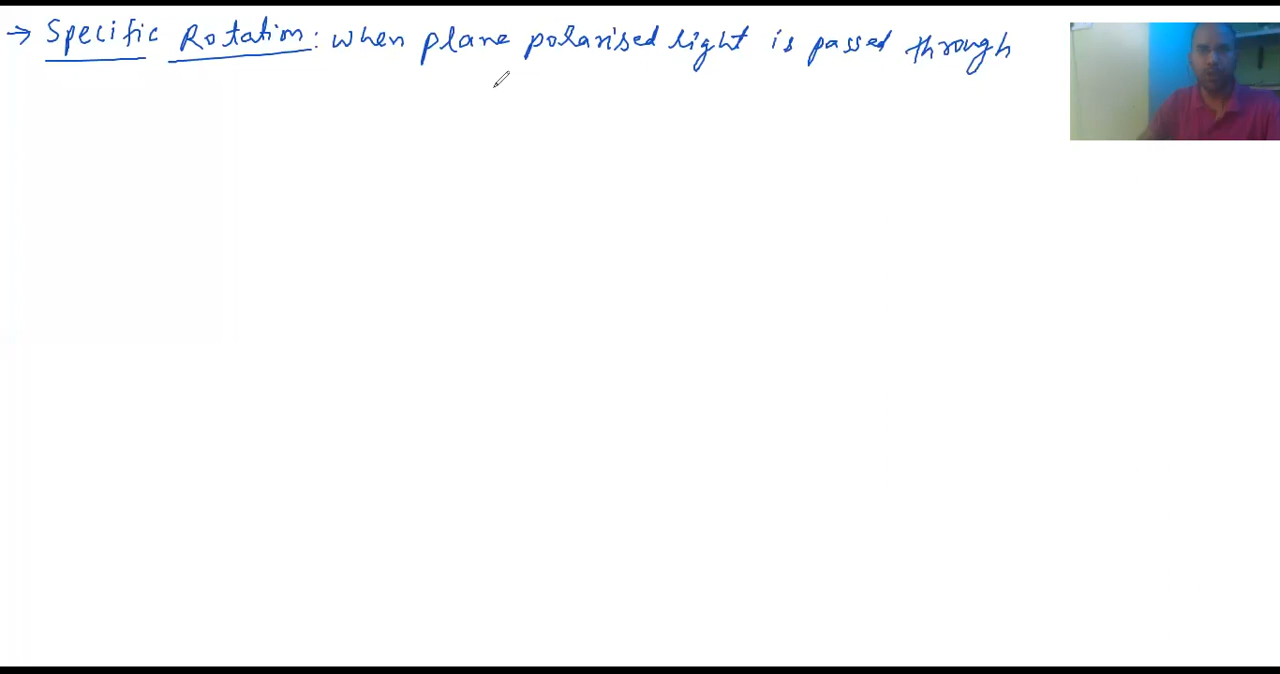 → Specific Rotation: when plane polarised light is passed through